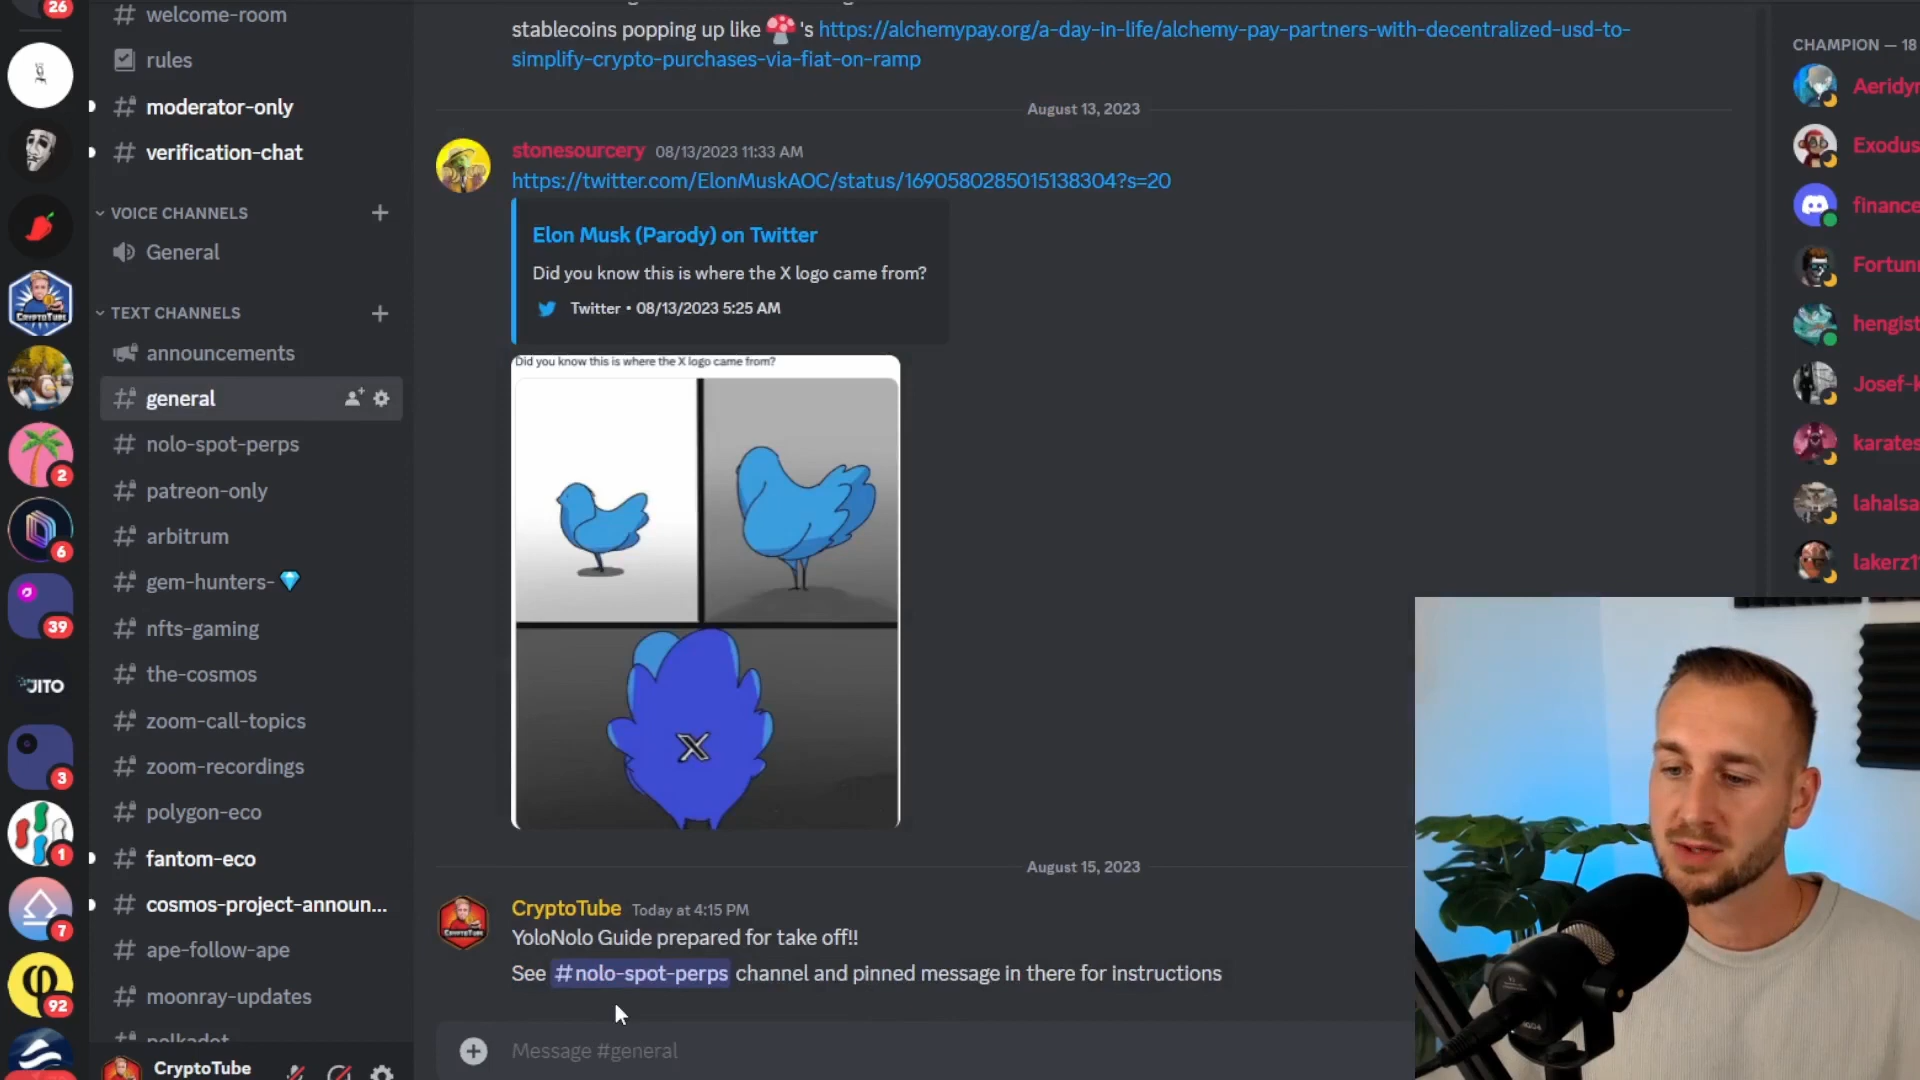 26
2
6
39
JITO
3
1
7
92
welcome-room
rules
moderator-only
verification-chat
VOICE CHANNELS
General
TEXT CHANNELS
announcements
general
nolo-spot-perps
patreon-only
arbitrum
gem-hunters-💎
nfts-gaming
the-cosmos
zoom-call-topics
zoom-recordings
polygon-eco
fantom-eco
cosmos-project-announ...
ape-follow-ape
moonray-updates
polkadot
CryptoTube
stablecoins popping up like 🍄's https://alchemypay.org/a-day-in-life/alchemy-pay-partners-with-decentralized-usd-to-
simplify-crypto-purchases-via-fiat-on-ramp
August 13, 2023
stonesourcery 08/13/2023 11:33 AM
https://twitter.com/ElonMuskAOC/status/1690580285015138304?s=20
Elon Musk (Parody) on Twitter
Did you know this is where the X logo came from?
Twitter • 08/13/2023 5:25 AM
Did you know this is where the X logo came from?
X
August 15, 2023
CryptoTube Today at 4:15 PM
YoloNolo Guide prepared for take off!!
See #nolo-spot-perps channel and pinned message in there for instructions
Message #general
CHAMPION — 18
Aeridyn
Exodus
finance
Fortun
hengist
Josef-k
karates
lahalsa
lakerz1